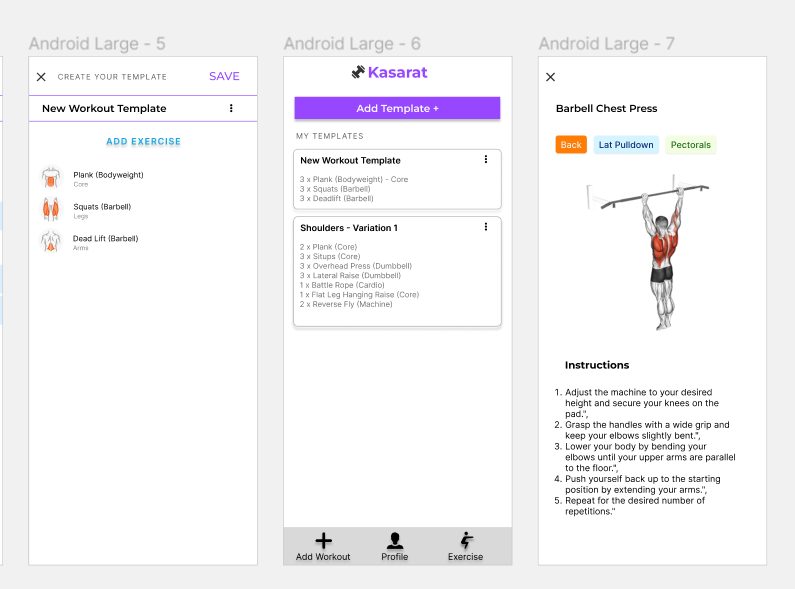 Android Large - 5
CREATE YOUR TEMPLATE SAVE
New Workout Template
ADD EXERCISE
Plank (Bodyweight)
Core
Squats (Barbell)
Legs
Dead Lift (Barbell)
Arms
Android Large - 6
Kasarat
Add Template +
MY TEMPLATES
New Workout Template
3 x Plank (Bodyweight) - Core
3 x Squats (Barbell)
3 x Deadlift (Barbell)
Shoulders - Variation 1
2 x Plank (Core)
3 x Situps (Core)
3 x Overhead Press (Dumbbell)
3 x Lateral Raise (Dumbbell)
1 x Battle Rope (Cardio)
1 x Flat Leg Hanging Raise (Core)
2 x Reverse Fly (Machine)
Add Workout Profile Exercise
Android Large - 7
Barbell Chest Press
Back Lat Pulldown Pectorals
Instructions
1. Adjust the machine to your desired
height and secure your knees on the
pad.",
2. Grasp the handles with a wide grip and
keep your elbows slightly bent.",
3. Lower your body by bending your
elbows until your upper arms are parallel
to the floor.",
4. Push yourself back up to the starting
position by extending your arms.",
5. Repeat for the desired number of
repetitions."